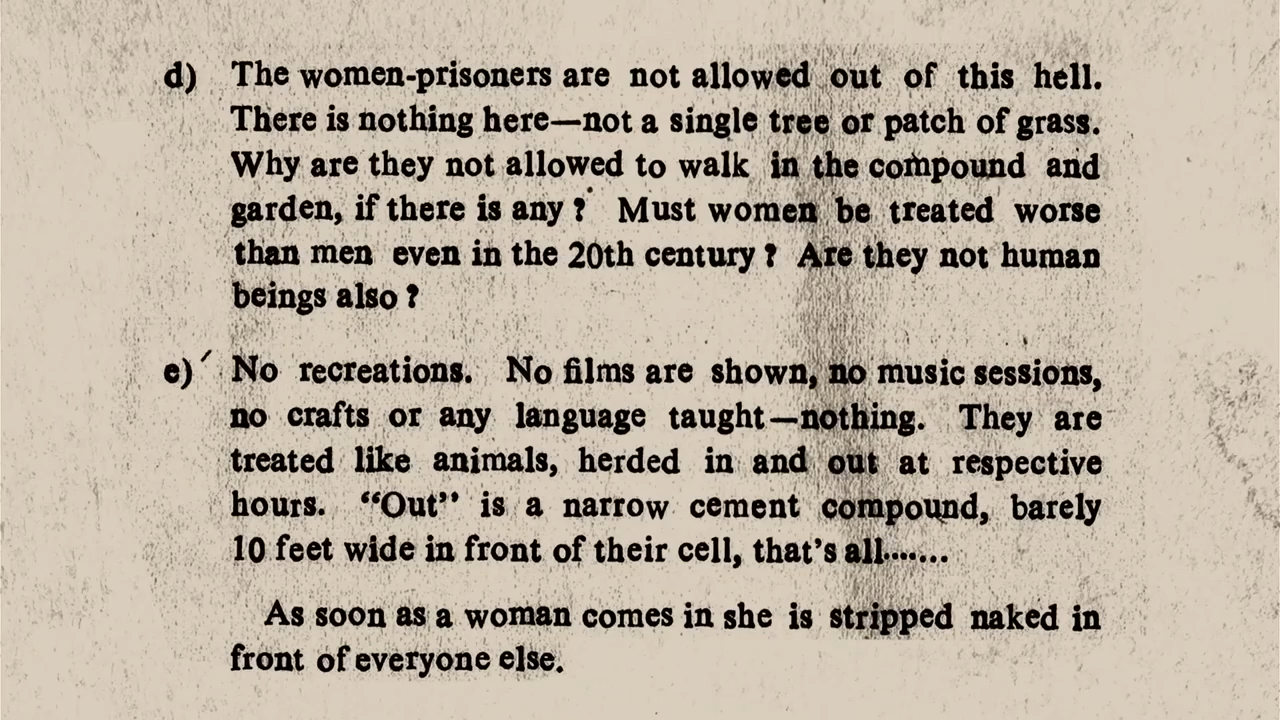 d) The women-prisoners are not allowed out of this hell.
There is nothing here—not a single tree or patch of grass.
Why are they not allowed to walk in the compound and
garden, if there is any ? Must women be treated worse
than men even in the 20th century ? Are they not human
beings also ?
e) No recreations. No films are shown, no music sessions,
no crafts or any language taught—nothing. They are
treated like animals, herded in and out at respective
hours. “Out” is a narrow cement compound, barely
10 feet wide in front of their cell, that’s all.......
As soon as a woman comes in she is stripped naked in
front of everyone else.